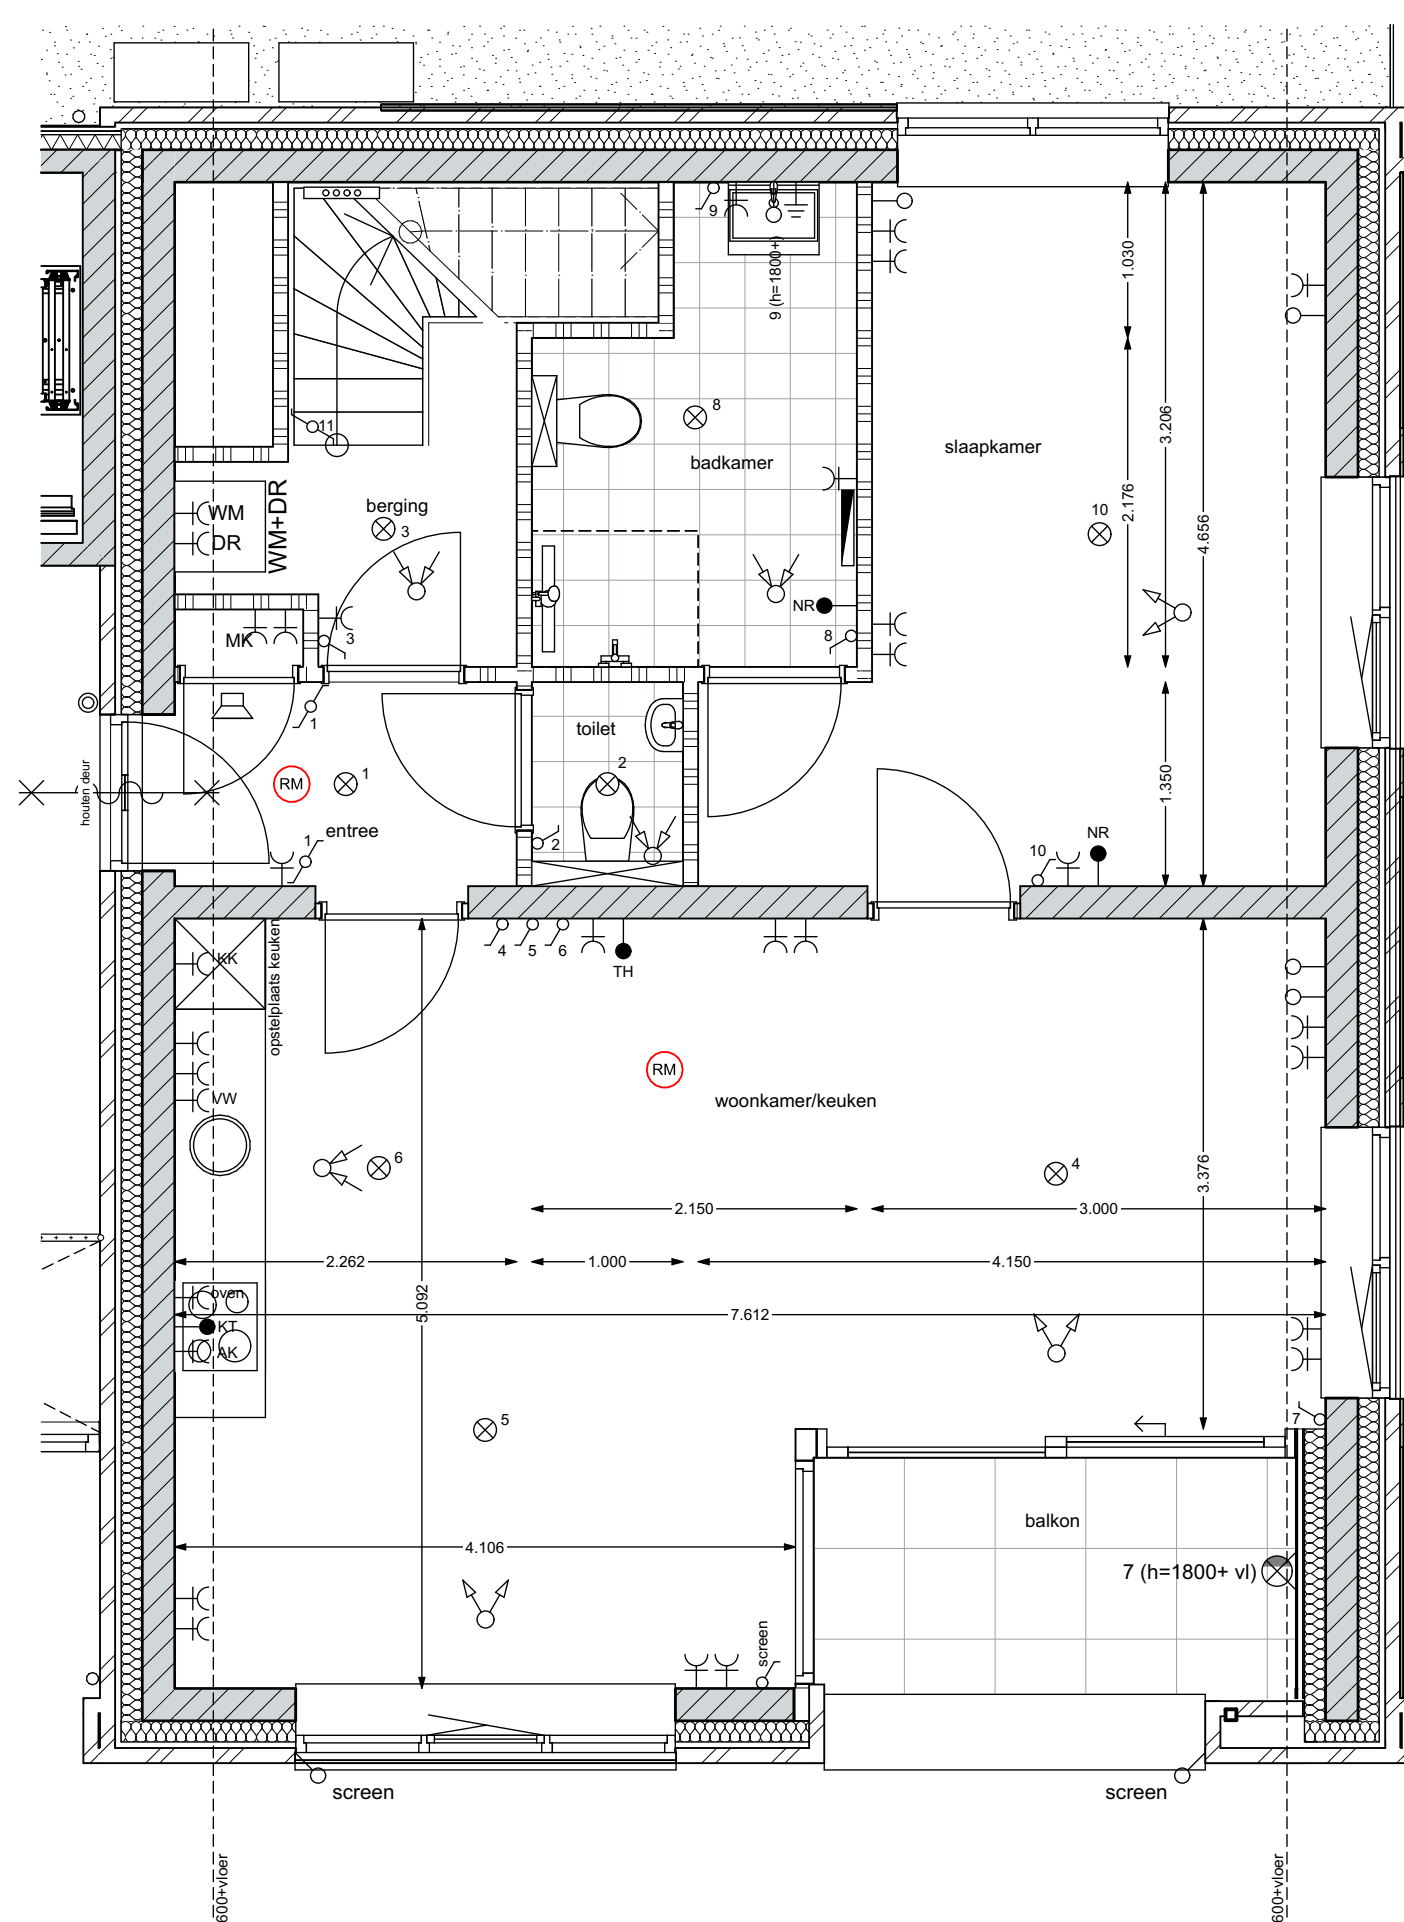 9
9 (h=1800+)
1.030
11
8
3.206
slaapkamer
badkamer
2.176
WM+DR
berging
WM
10
3
DR
4.656
NR
MK
3
8
1
toilet
1.350
2
houten deur
RM
1
entree
1
2
10
NR
4
5
6
KK
opstelplaats keuken
TH
RM
VW
woonkamer/keuken
6
4
3.376
2.150
3.000
2.262
1.000
4.150
oven
5.092
7.612
KT
AK
5
7
balkon
4.106
7 (h=1800+ vl)
screen
screen
screen
600+vloer
600+vloer